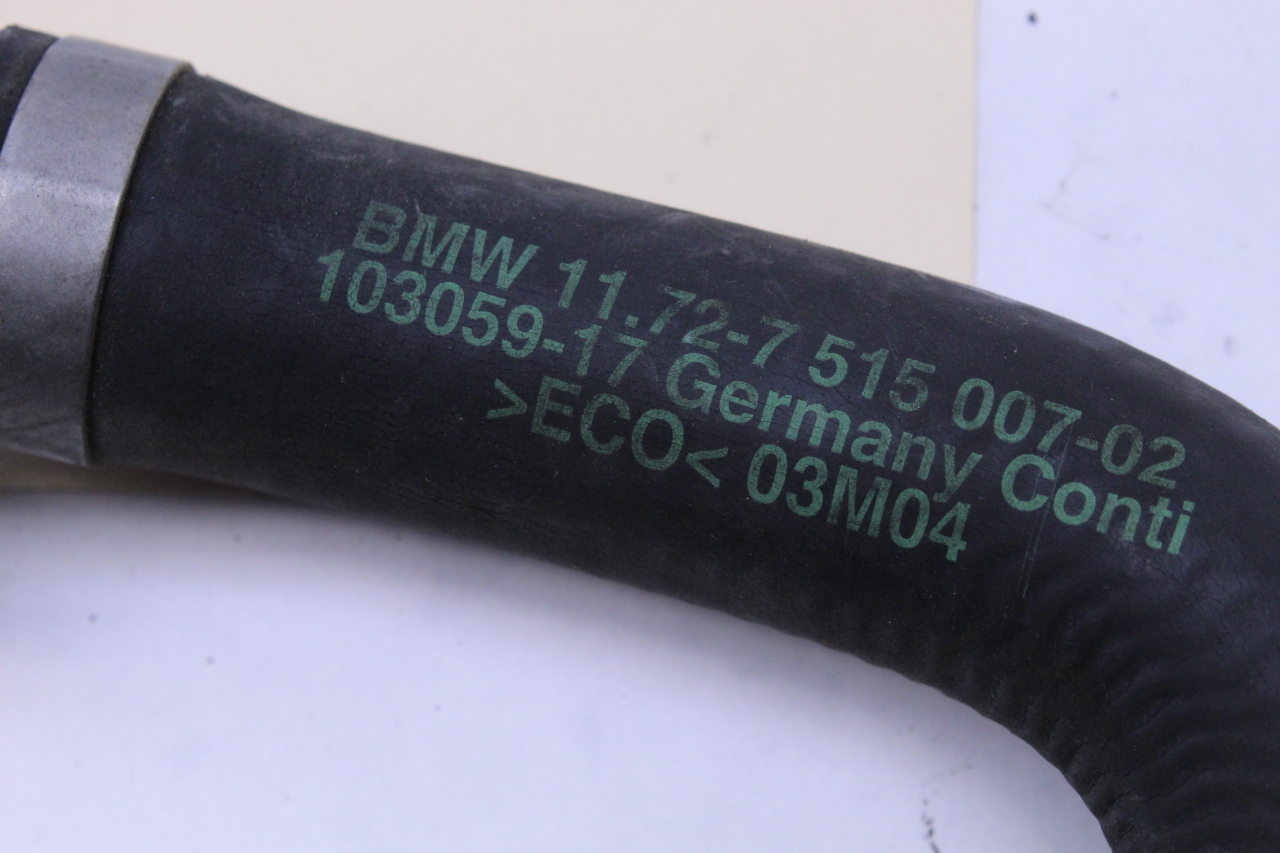 BMW 11.72-7 515 007-02
103059-17 Germany Conti
>ECO< 03M04